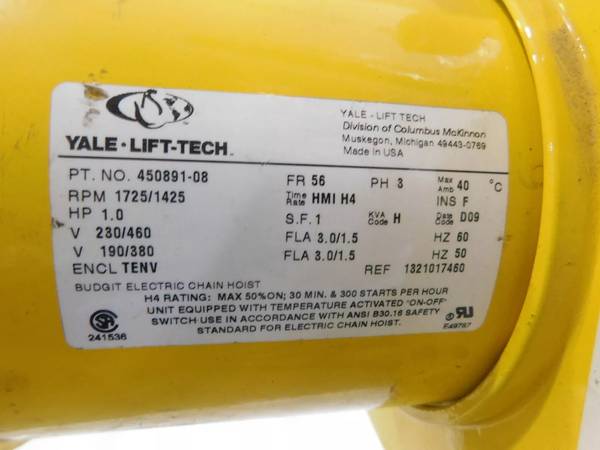 YALE • LIFT-TECH
YALE - LIFT TECH
Division of Columbus McKinnon
Muskegon, Michigan 49443-0769
Made in USA
PT. NO. 450891-08
FR 56 PH 3 Max Amb 40 °C
RPM 1725/1425
Time Rate HMI H4 INS F
HP 1.0
S.F. 1 KVA Code H Date Code D09
V 230/460 FLA 3.0/1.5 HZ 60
V 190/380 FLA 3.0/1.5 HZ 50
ENCL TENV REF 1321017460
BUDGIT ELECTRIC CHAIN HOIST
H4 RATING: MAX 50% ON; 30 MIN. & 300 STARTS PER HOUR
UNIT EQUIPPED WITH TEMPERATURE ACTIVATED "ON-OFF"
SWITCH USE IN ACCORDANCE WITH ANSI B30.16 SAFETY
STANDARD FOR ELECTRIC CHAIN HOIST.
241536
E49787